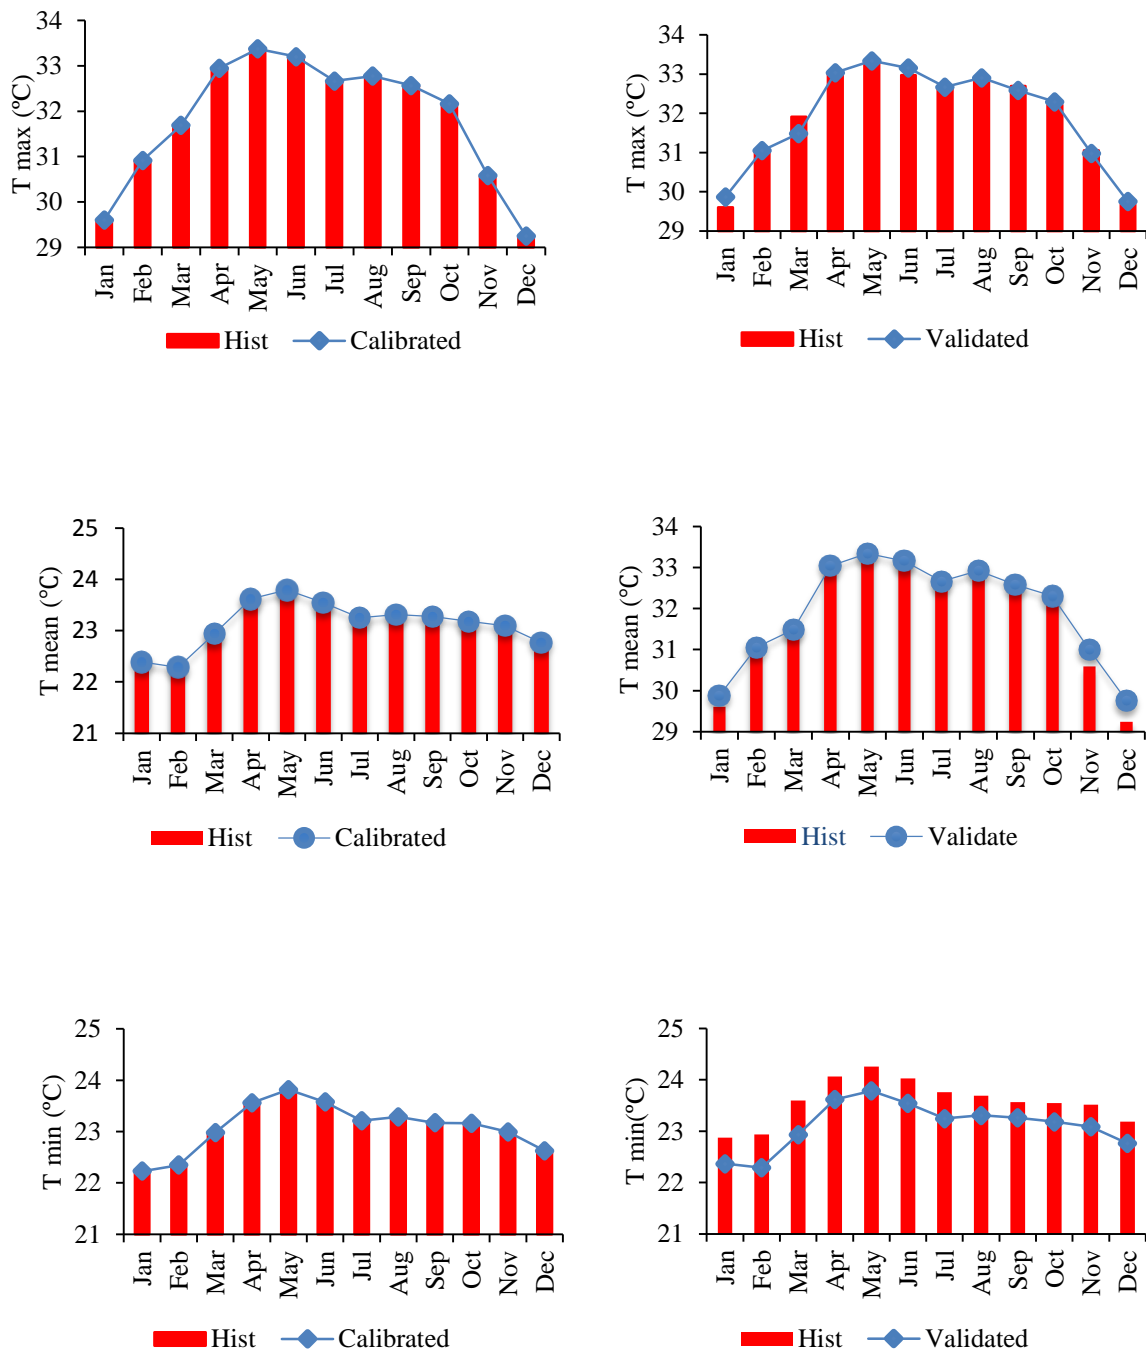 T max (ºC)
34
33
32
31
30
29
Jan Feb Mar Apr May Jun Jul Aug Sep Oct Nov Dec
Hist Calibrated
T max (ºC)
34
33
32
31
30
29
Jan Feb Mar Apr May Jun Jul Aug Sep Oct Nov Dec
Hist Validated
T mean (ºC)
25
24
23
22
21
Jan Feb Mar Apr May Jun Jul Aug Sep Oct Nov Dec
Hist Calibrated
T mean (ºC)
34
33
32
31
30
29
Jan Feb Mar Apr May Jun Jul Aug Sep Oct Nov Dec
Hist Validate
T min (ºC)
25
24
23
22
21
Jan Feb Mar Apr May Jun Jul Aug Sep Oct Nov Dec
Hist Calibrated
T min(ºC)
25
24
23
22
21
Jan Feb Mar Apr May Jun Jul Aug Sep Oct Nov Dec
Hist Validated